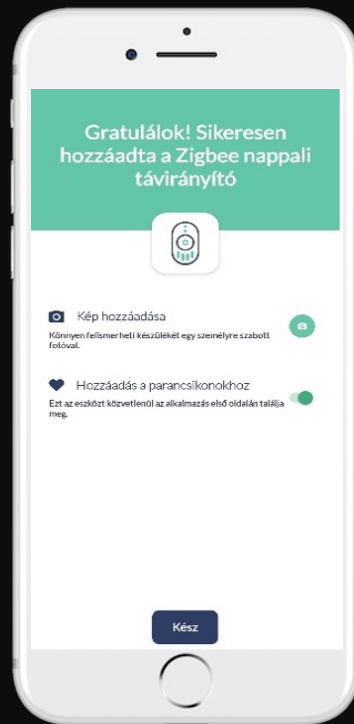 Gratulálok! Sikeresen
hozzáadta a Zigbee nappali
távirányító
Kép hozzáadása
Könnyen felismerheti készülékét egy személyre szabott
fotóval.
Hozzáadás a parancsikonokhoz
Ezt az eszközt közvetlenül az alkalmazás első oldalán találja
meg.
Kész